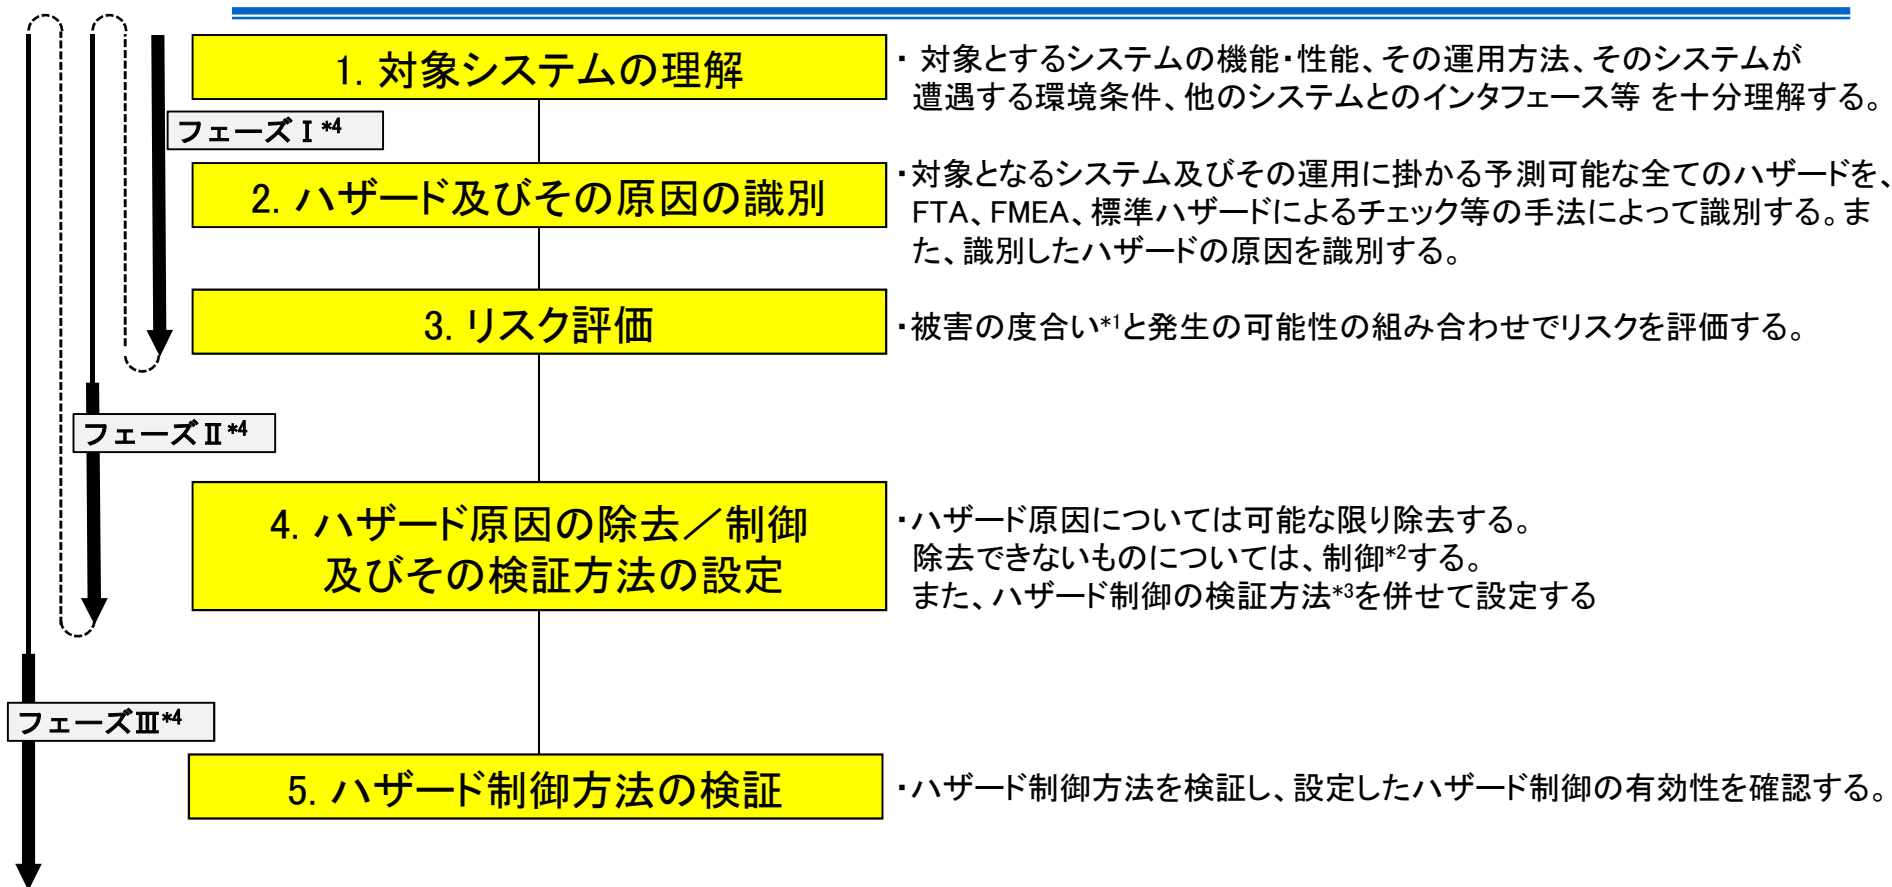 1. 対象システムの理解
・ 対象とするシステムの機能・性能、その運用方法、そのシステムが
遭遇する環境条件、他のシステムとのインタフェース等 を十分理解する。
フェーズⅠ*4
2. ハザード及びその原因の識別
・対象となるシステム及びその運用に掛かる予測可能な全てのハザードを、
FTA、FMEA、標準ハザードによるチェック等の手法によって識別する。ま
た、識別したハザードの原因を識別する。
3. リスク評価
・被害の度合い*1と発生の可能性の組み合わせでリスクを評価する。
フェーズⅡ*4
4. ハザード原因の除去／制御
及びその検証方法の設定
・ハザード原因については可能な限り除去する。
除去できないものについては、制御*2する。
また、ハザード制御の検証方法*3を併せて設定する
フェーズⅢ*4
5. ハザード制御方法の検証
・ハザード制御方法を検証し、設定したハザード制御の有効性を確認する。